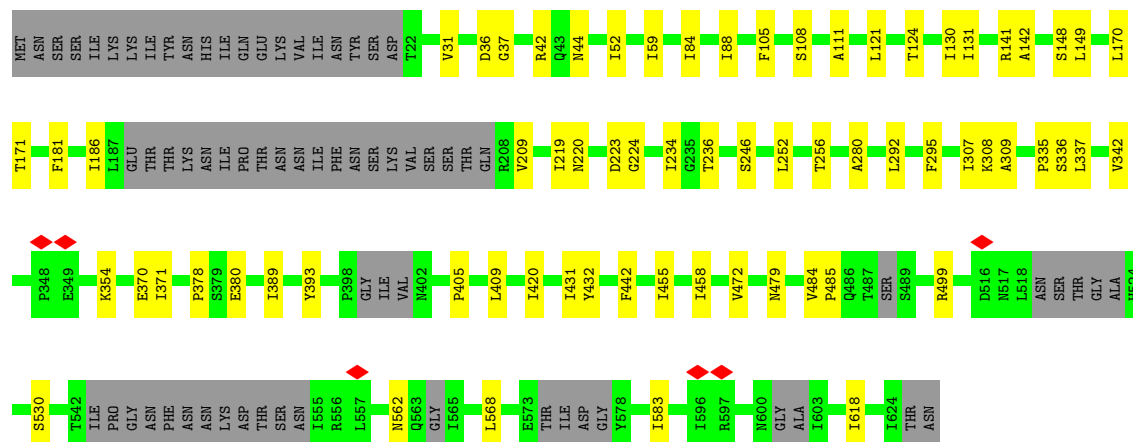 MET ASN SER SER ILE LYS LYS ILE TYR ASN HIS ILE GLN GLU LYS VAL ILE ASN TYR SER ASP T22 V31 D36 G37 R42 Q43 N44 I52 I59 I84 I88 F105 S108 A111 L121 T124 I130 I131 R141 A142 S148 L149 L170
T171 F181 I186 L187 GLU THR THR LYS ASN ILE PRO THR ASN ASN ILE PHE ASN SER LYS VAL SER SER THR GLN R208 V209 I219 N220 D223 G224 I234 G235 T236 S246 L252 T256 A280 L292 F295 I307 K308 A309 P335 S336 L337 V342
P348 E349 K354 E370 I371 P378 S379 E380 I389 Y393 P398 GLY ILE VAL N402 P405 L409 I420 I431 Y432 F442 I455 I458 V472 N479 V484 P485 Q486 T487 SER S489 R499 D516 N517 L518 ASN SER THR GLY ALA
S530 T542 ILE PRO GLY ASN PHE ASN ASN LYS ASP THR SER ASN I555 R556 L557 N562 Q563 GLY I565 L568 E573 THR ILE ASP GLY Y578 I583 I596 R597 N600 GLY ALA I603 I618 I624 THR ASN